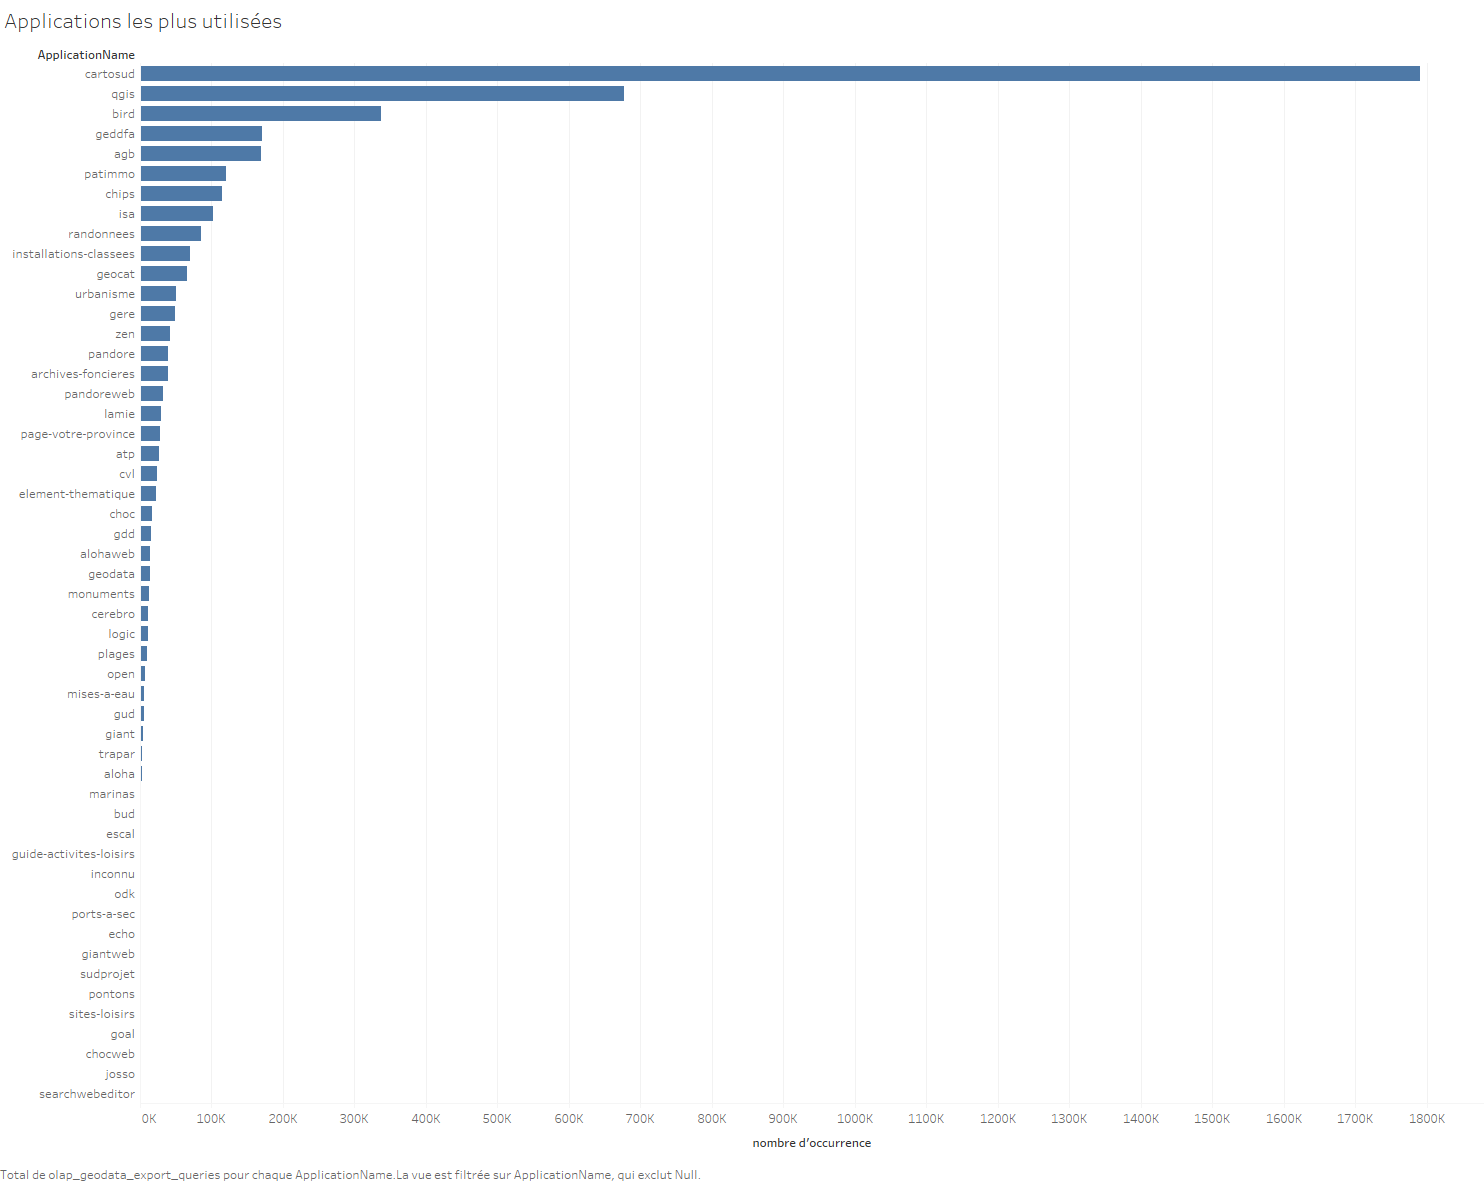 Applications les plus utilisées
ApplicationName
cartosud
qgis
bird
geddfa
agb
patimmo
chips
isa
randonnees
installations-classees
geocat
urbanisme
gere
zen
pandore
archives-foncieres
pandoreweb
lamie
page-votre-province
atp
cvl
element-thematique
choc
gdd
alohaweb
geodata
monuments
cerebro
logic
plages
open
mises-a-eau
gud
giant
trapar
aloha
marinas
bud
escal
guide-activites-loisirs
inconnu
odk
ports-a-sec
echo
giantweb
sudprojet
pontons
sites-loisirs
goal
chocweb
josso
searchwebeditor
0K 100K 200K 300K 400K 500K 600K 700K 800K 900K 1000K 1100K 1200K 1300K 1400K 1500K 1600K 1700K 1800K
nombre d’occurrence
Total de olap_geodata_export_queries pour chaque ApplicationName.La vue est filtrée sur ApplicationName, qui exclut Null.